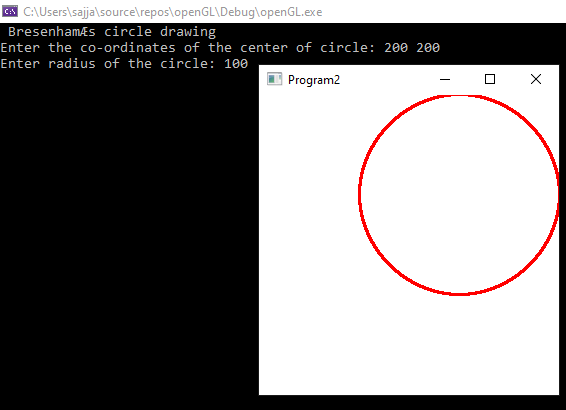 C:\Users\sajja\source\repos\openGL\Debug\openGL.exe
BresenhamÆs circle drawing
Enter the co-ordinates of the center of circle: 200 200
Enter radius of the circle: 100
Program2